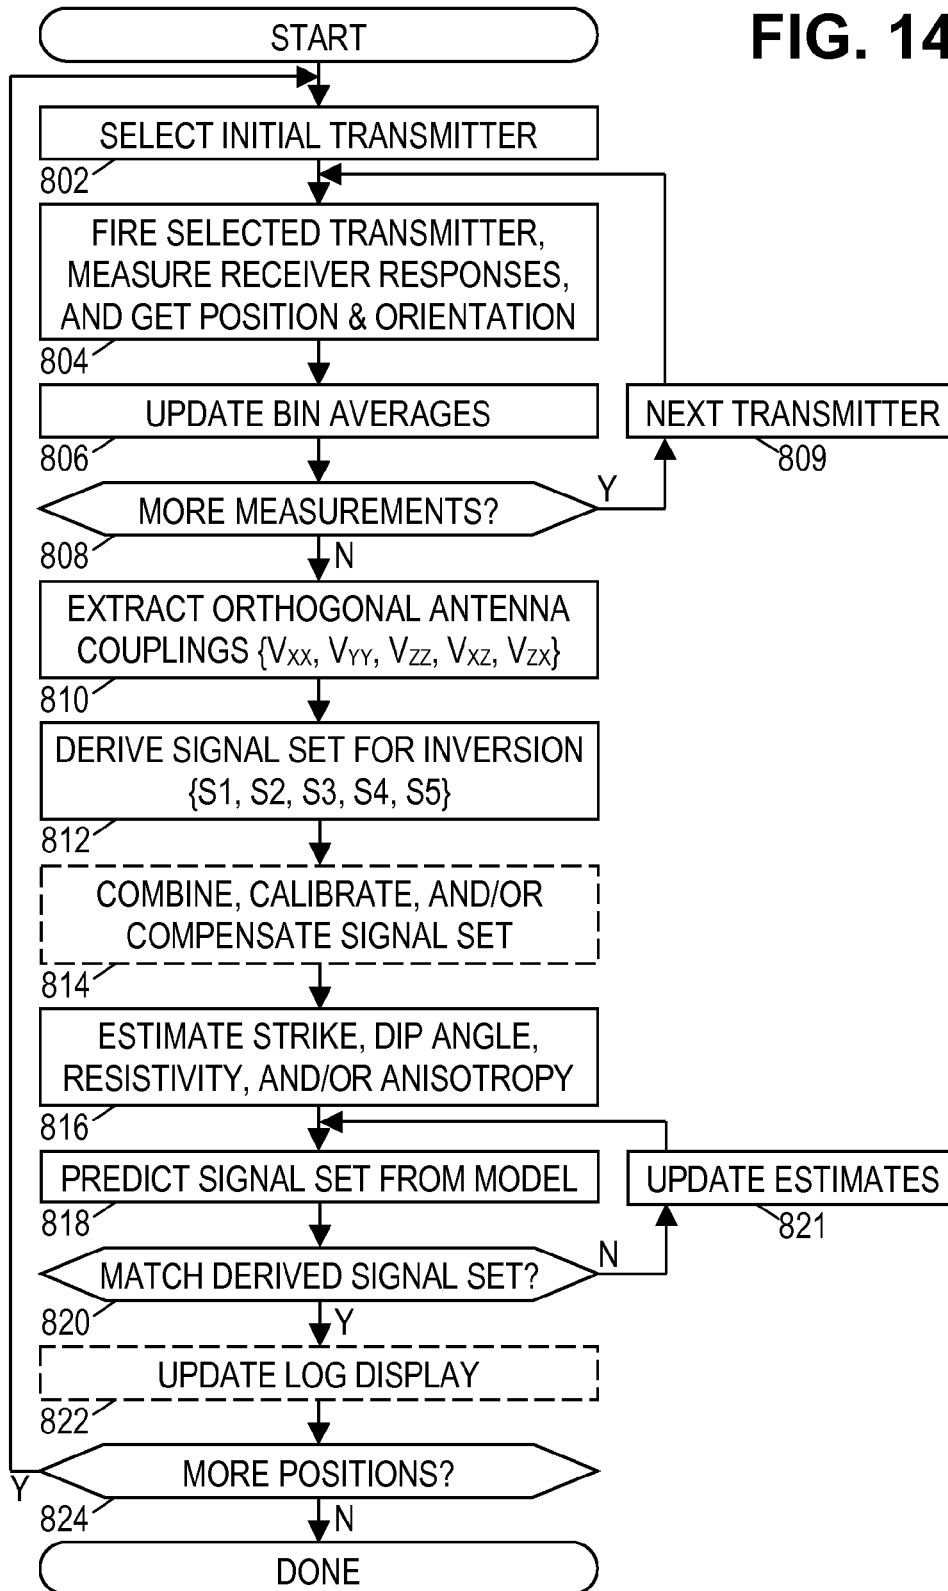 FIG. 14
START
SELECT INITIAL TRANSMITTER
802
FIRE SELECTED TRANSMITTER,
MEASURE RECEIVER RESPONSES,
AND GET POSITION & ORIENTATION
804
UPDATE BIN AVERAGES
806
NEXT TRANSMITTER
809
MORE MEASUREMENTS?
Y
808
N
EXTRACT ORTHOGONAL ANTENNA
COUPLINGS {VXX, VYY, VZZ, VXZ, VZX}
810
DERIVE SIGNAL SET FOR INVERSION
{S1, S2, S3, S4, S5}
812
COMBINE, CALIBRATE, AND/OR
COMPENSATE SIGNAL SET
814
ESTIMATE STRIKE, DIP ANGLE,
RESISTIVITY, AND/OR ANISOTROPY
816
PREDICT SIGNAL SET FROM MODEL
818
UPDATE ESTIMATES
821
MATCH DERIVED SIGNAL SET?
N
820
Y
UPDATE LOG DISPLAY
822
MORE POSITIONS?
Y
824
N
DONE